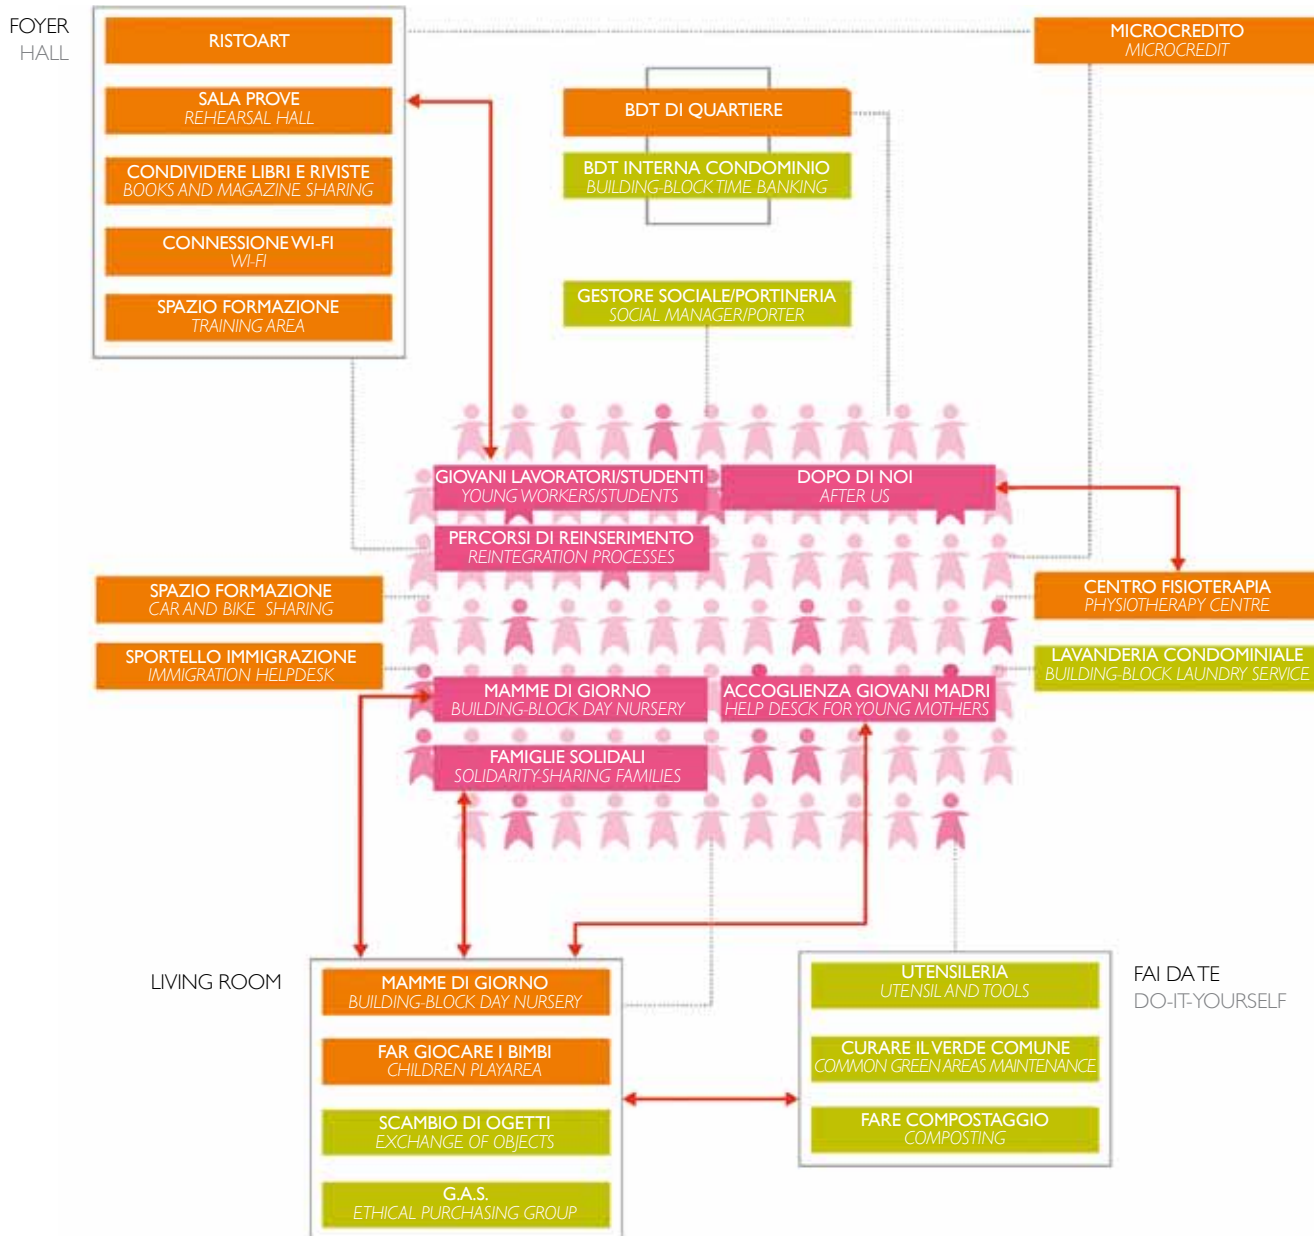 FOYER
HALL
RISTOART
SALA PROVE
REHEARSAL HALL
CONDIVIDERE LIBRI E RIVISTE
BOOKS AND MAGAZINE SHARING
CONNESSIONE WI-FI
WI-FI
SPAZIO FORMAZIONE
TRAINING AREA
MICROCREDITO
MICROCREDIT
BDT DI QUARTIERE
BDT INTERNA CONDOMINIO
BUILDING-BLOCK TIME BANKING
GESTORE SOCIALE/PORTINERIA
SOCIAL MANAGER/PORTER
GIOVANI LAVORATORI/STUDENTI
YOUNG WORKERS/STUDENTS
DOPO DI NOI
AFTER US
PERCORSI DI REINSERIMENTO
REINTEGRATION PROCESSES
SPAZIO FORMAZIONE
CAR AND BIKE SHARING
CENTRO FISIOTERAPIA
PHYSIOTHERAPY CENTRE
SPORTELLO IMMIGRAZIONE
IMMIGRATION HELPDESK
LAVANDERIA CONDOMINIALE
BUILDING-BLOCK LAUNDRY SERVICE
MAMME DI GIORNO
BUILDING-BLOCK DAY NURSERY
ACCOGLIENZA GIOVANI MADRI
HELP DESCK FOR YOUNG MOTHERS
FAMIGLIE SOLIDALI
SOLIDARITY-SHARING FAMILIES
LIVING ROOM
MAMME DI GIORNO
BUILDING-BLOCK DAY NURSERY
FAR GIOCARE I BIMBI
CHILDREN PLAYAREA
SCAMBIO DI OGETTI
EXCHANGE OF OBJECTS
G.A.S.
ETHICAL PURCHASING GROUP
UTENSILERIA
UTENSIL AND TOOLS
CURARE IL VERDE COMUNE
COMMON GREEN AREAS MAINTENANCE
FARE COMPOSTAGGIO
COMPOSTING
FAI DA TE
DO-IT-YOURSELF